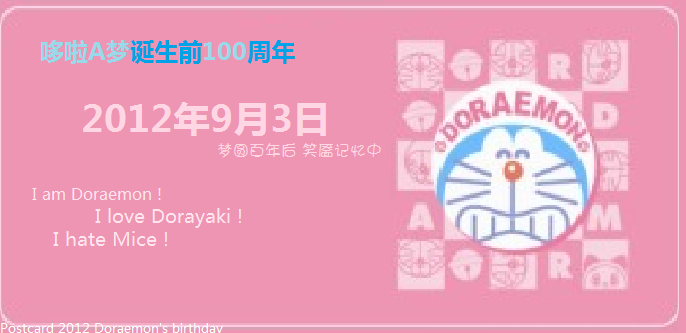 哆啦A梦诞生前100周年
2012年9月3日
梦圆百年后 笑靥记忆中
I am Doraemon !
I love Dorayaki !
I hate Mice !
Postcard 2012 Doraemon's birthday
DORAEMON
O R
O D
A M
O R